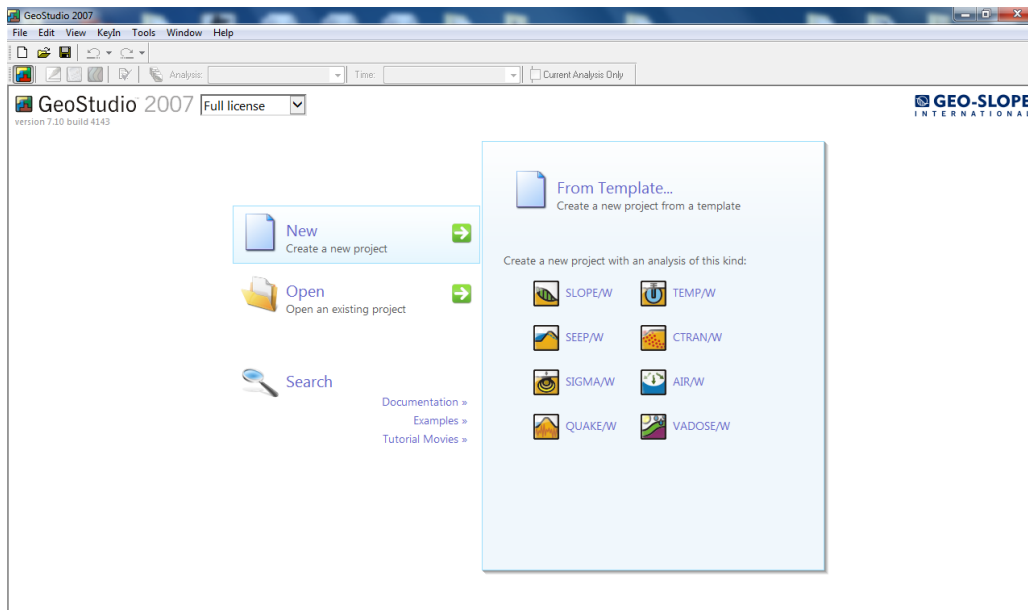 GeoStudio 2007
File Edit View KeyIn Tools Window Help
Analysis: Time: Current Analysis Only
GeoStudio 2007 Full license
version 7.10 build 4143
GEO-SLOPE
INTERNATIONAL
From Template...
Create a new project from a template
New
Create a new project
Create a new project with an analysis of this kind:
Open
Open an existing project
SLOPE/W TEMP/W
SEEP/W CTRAN/W
Search
SIGMA/W AIR/W
Documentation »
Examples »
QUAKE/W VADOSE/W
Tutorial Movies »